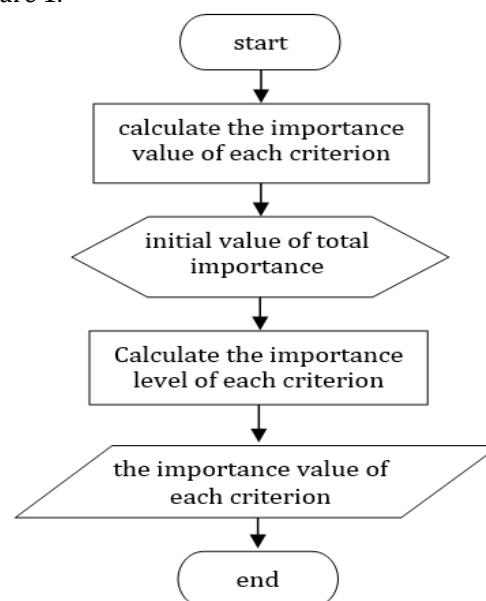 start
calculate the importance
value of each criterion
initial value of total
importance
Calculate the importance
level of each criterion
the importance value of
each criterion
end